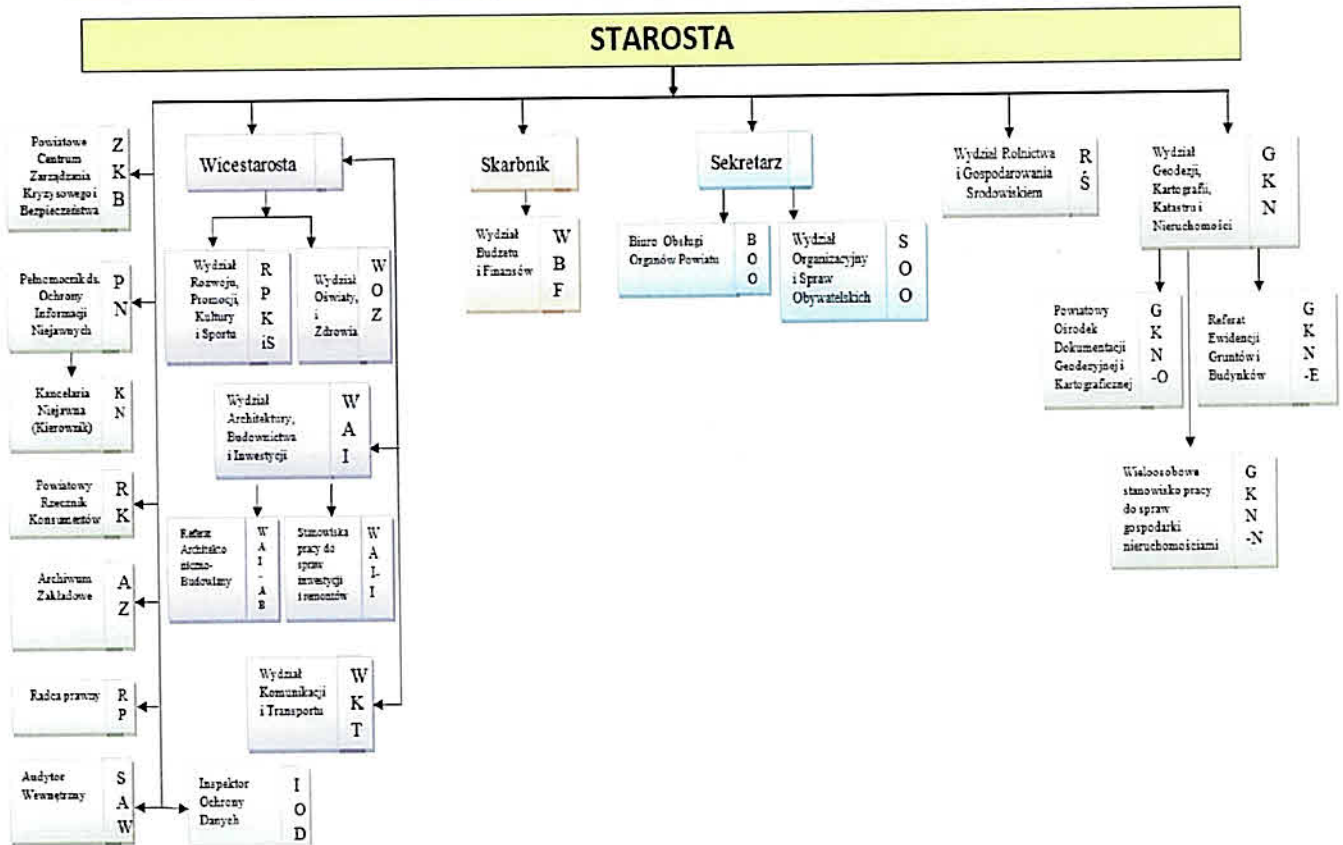 STAROSTA
Powiatowe
Centrum
Zarządzania
Kryzysowego i
Bezpieczeństwa
Z
K
B
Wicestarosta
Skarbnik
Sekretarz
Wydział Rolnictwa
i Gospodarowania
Środowiskiem
R
Ś
Wydział
Geodezji,
Kartografii,
Katastru i
Nieruchomości
G
K
N
Pełnomocnik ds.
Ochrony
Informacji
Niejawnych
P
N
Wydział
Rozwoju,
Promocji,
Kultury
i Sportu
R
P
K
iS
Wydział
Oświaty,
i
Zdrowia
W
O
Z
Wydział
Budżetu
i Finansów
W
B
F
Biuro Obsługi
Organów Powiatu
B
O
O
Wydział
Organizacyjny
i Spraw
Obywatelskich
S
O
O
Powiatowy
Ośrodek
Dokumentacji
Geodezyjnej i
Kartograficznej
G
K
N
-O
Referat
Ewidencji
Gruntów i
Budynków
G
K
N
-E
Kancelaria
Niejawna
(Kierownik)
K
N
Wydział
Architektury,
Budownictwa
i Inwestycji
W
A
I
Wieloosobowe
stanowisko pracy
do spraw
gospodarki
nieruchomościami
G
K
N
-N
Powiatowy
Rzecznik
Konsumentów
R
K
Referat
Architekto
niczno-
Budowlany
W
A
I
-
A
B
Stanowiska
pracy do
spraw
inwestycji
i remontów
W
A
I-
I
Archiwum
Zakładowe
A
Z
Wydział
Komunikacji
i Transportu
W
K
T
Radca prawny
R
P
Audytor
Wewnętrzny
S
A
W
Inspektor
Ochrony
Danych
I
O
D